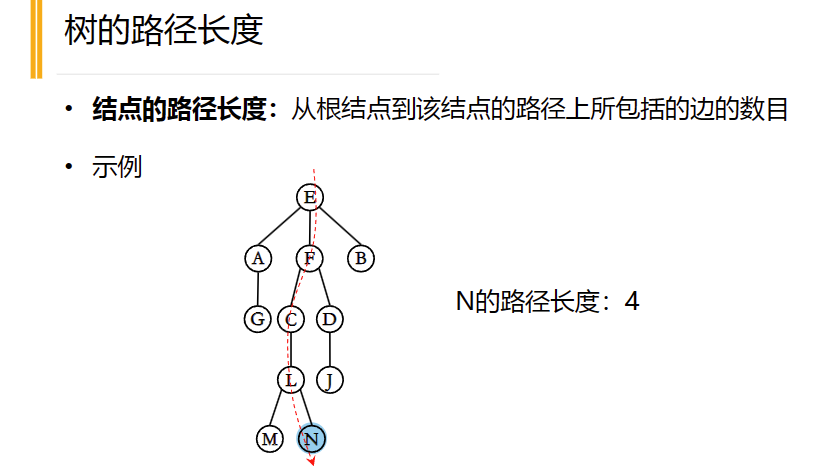 树的路径长度
• 结点的路径长度：从根结点到该结点的路径上所包括的边的数目
• 示例
E
A F B
N的路径长度：4
G C D
L J
M N